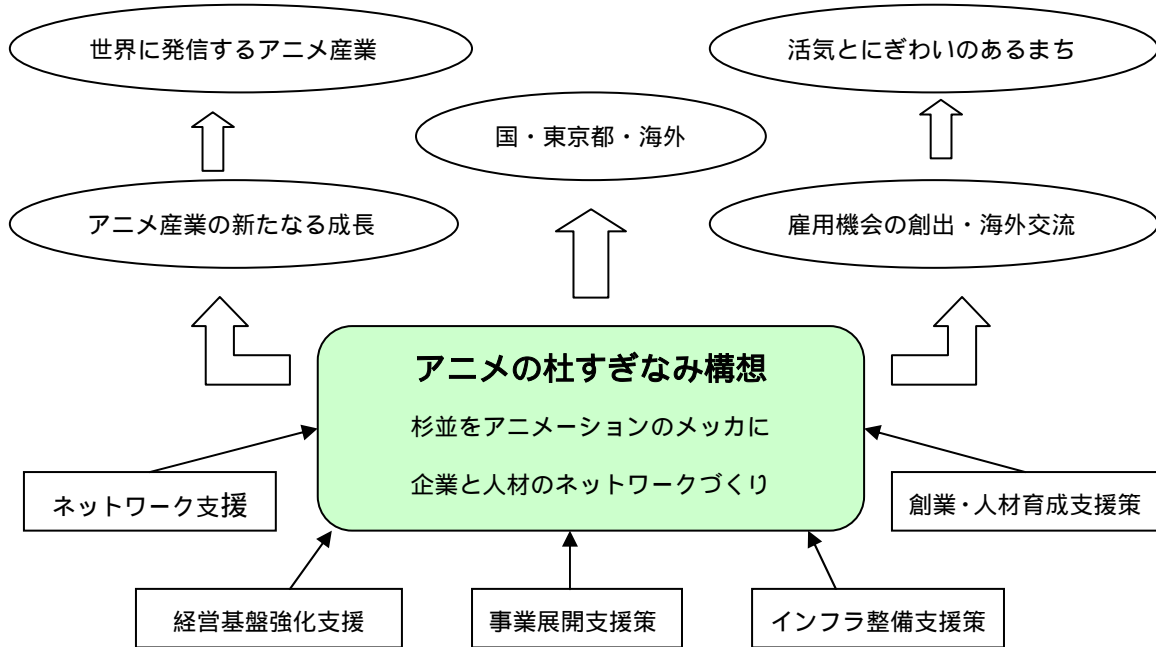 世界に発信するアニメ産業
活気とにぎわいのあるまち
国・東京都・海外
アニメ産業の新たなる成長
雇用機会の創出・海外交流
アニメの杜すぎなみ構想
杉並をアニメーションのメッカに
企業と人材のネットワークづくり
ネットワーク支援
創業・人材育成支援策
経営基盤強化支援
事業展開支援策
インフラ整備支援策